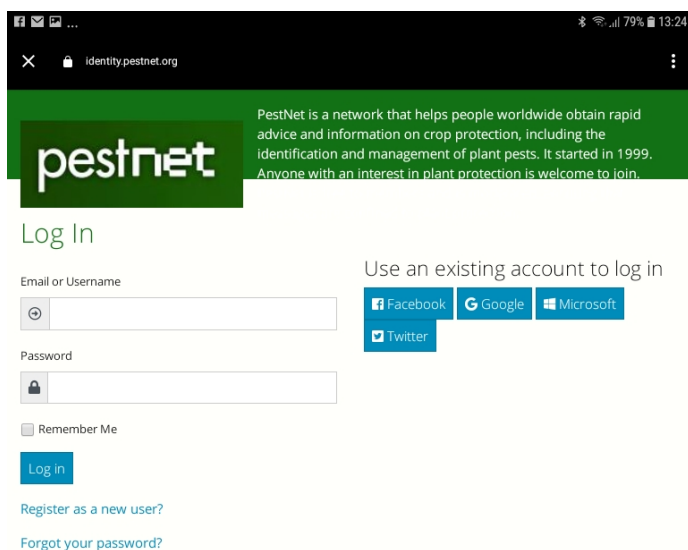 ... 79% 13:24
identity.pestnet.org
pestnet
PestNet is a network that helps people worldwide obtain rapid
advice and information on crop protection, including the
identification and management of plant pests. It started in 1999.
Anyone with an interest in plant protection is welcome to join.
Log In
Email or Username
Password
Remember Me
Log in
Register as a new user?
Forgot your password?
Use an existing account to log in
Facebook Google Microsoft
Twitter